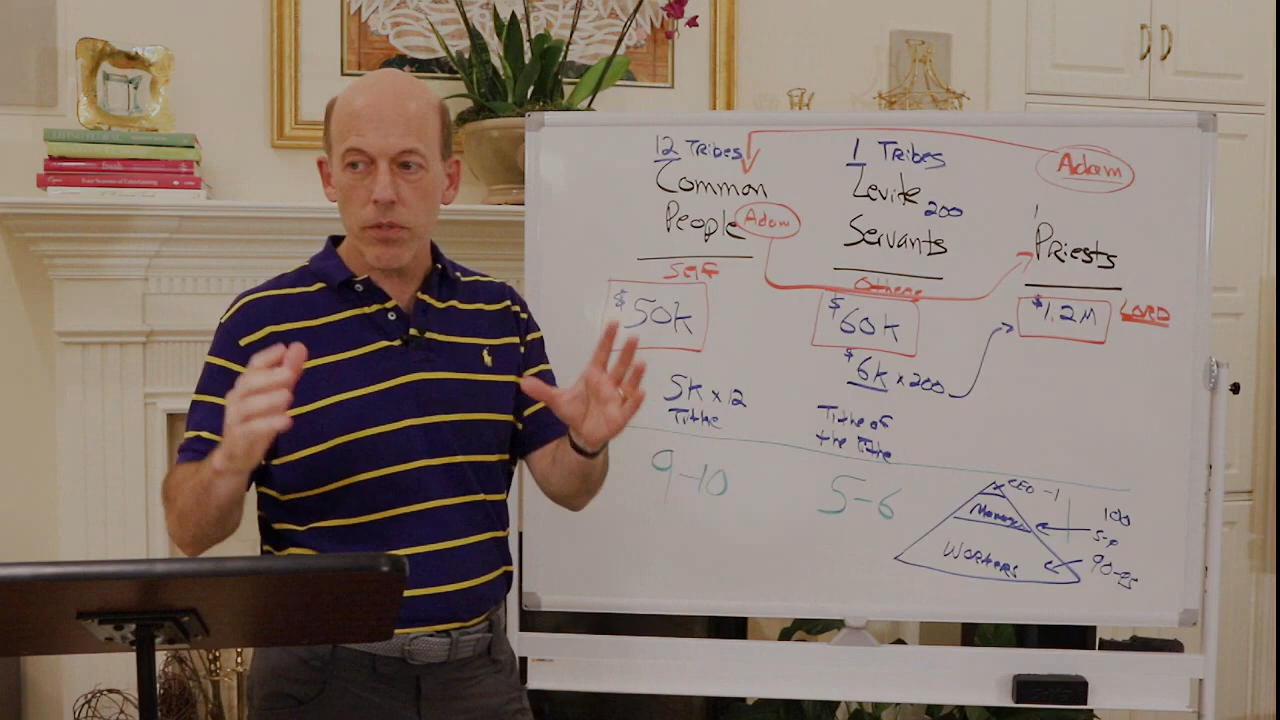 12 Tribes
Common
People
Self
$50k
5k x 12
Tithe
9-10
1 Tribes
Levite 200
Servants
Others
$60k
$6k x 200
Tithe of
the Tithe
5-6
Adam
Adam
1
Priests
$1.2M
LORD
CEO -1
100
Workers
90-95